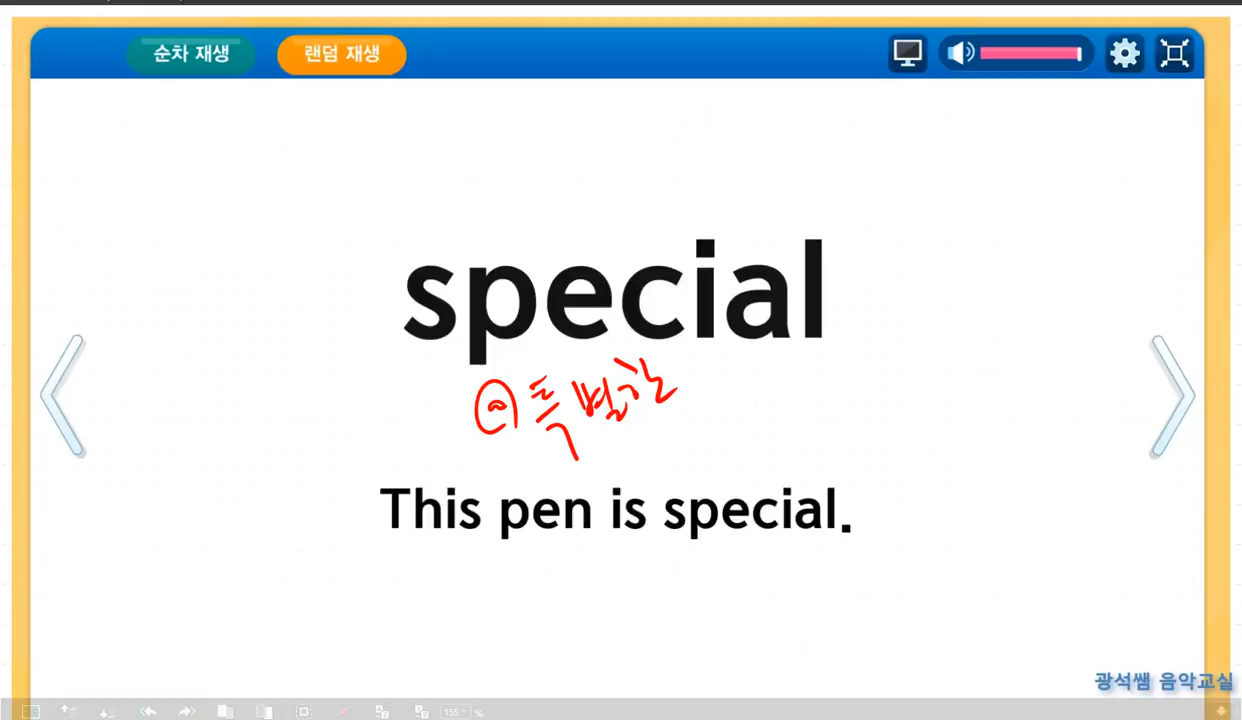 순차 재생 랜덤 재생
special
특별한
This pen is special.
광석쌤 음악교실
155 %